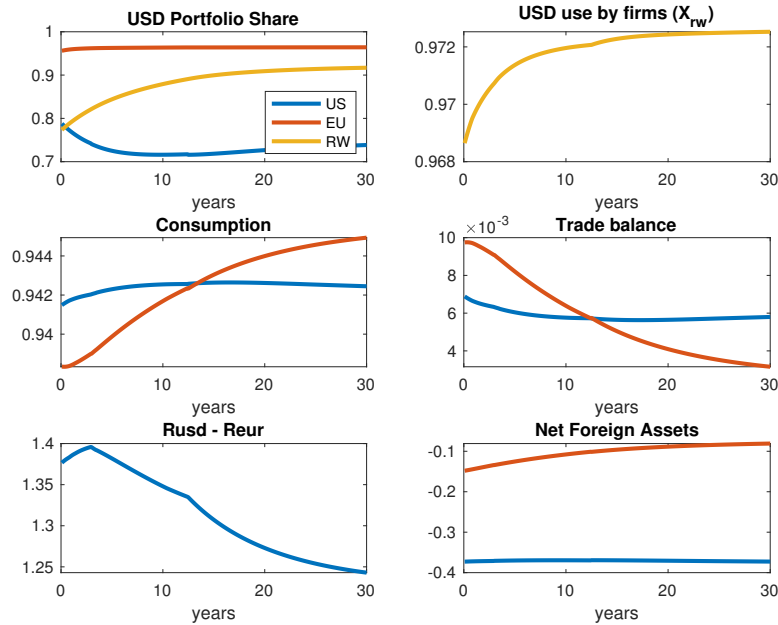 USD Portfolio Share
1
0.9
0.8
0.7
US
EU
RW
0 10 20 30
years
USD use by firms (X_rw)
0.972
0.97
0.968
0 10 20 30
years
Consumption
0.944
0.942
0.94
0 10 20 30
years
Trade balance
×10^-3
10
8
6
4
0 10 20 30
years
Rusd - Reur
1.4
1.35
1.3
1.25
0 10 20 30
years
Net Foreign Assets
-0.1
-0.2
-0.3
-0.4
0 10 20 30
years